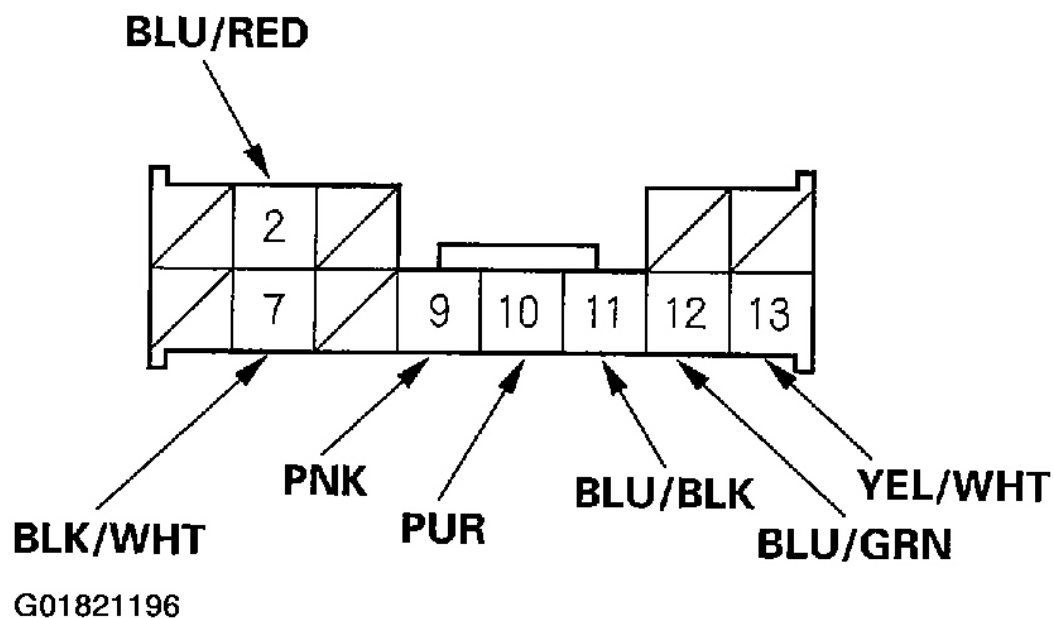 BLU/RED
2
7
9
10
11
12
13
BLK/WHT
PNK
PUR
BLU/BLK
BLU/GRN
YEL/WHT
G01821196